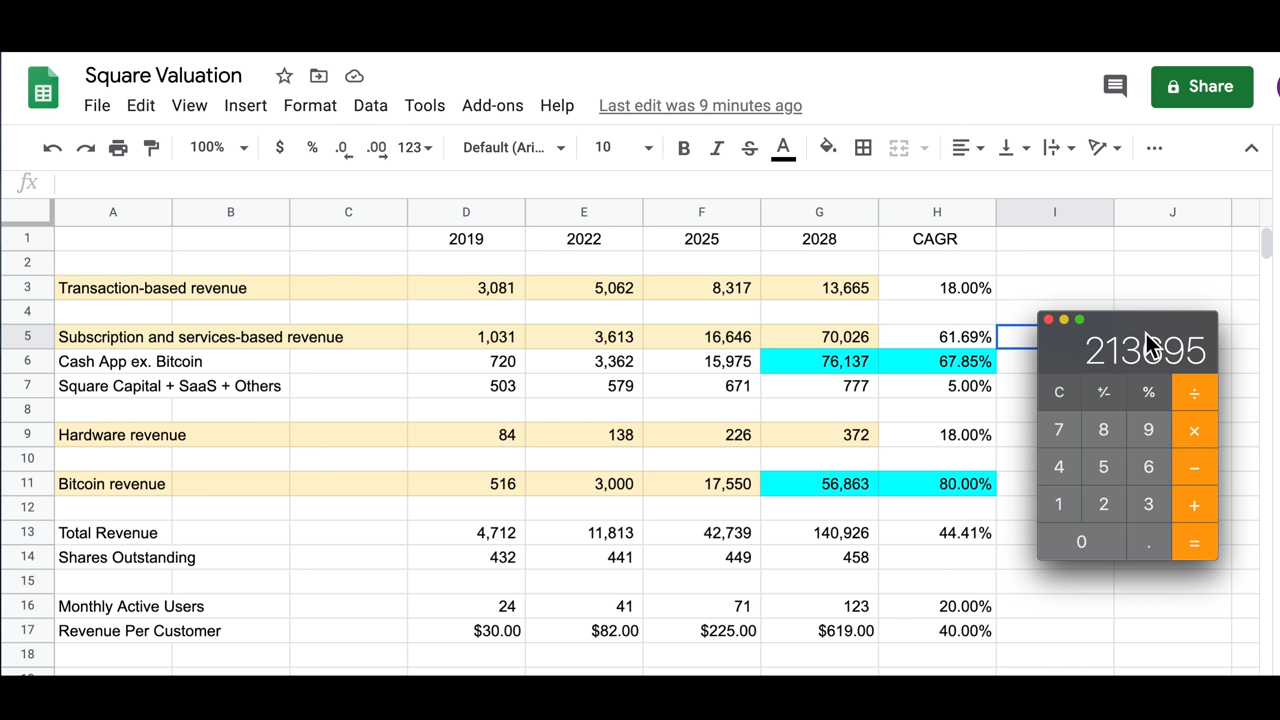 Square Valuation
File Edit View Insert Format Data Tools Add-ons Help Last edit was 9 minutes ago
Share
100% $ % .0 .00 123 Default (Ari... 10 B I S A
fx
A B C D E F G H I J
1 2019 2022 2025 2028 CAGR
2
3 Transaction-based revenue 3,081 5,062 8,317 13,665 18.00%
4
5 Subscription and services-based revenue 1,031 3,613 16,646 70,026 61.69%
6 Cash App ex. Bitcoin 720 3,362 15,975 76,137 67.85%
7 Square Capital + SaaS + Others 503 579 671 777 5.00%
8
9 Hardware revenue 84 138 226 372 18.00%
10
11 Bitcoin revenue 516 3,000 17,550 56,863 80.00%
12
13 Total Revenue 4,712 11,813 42,739 140,926 44.41%
14 Shares Outstanding 432 441 449 458
15
16 Monthly Active Users 24 41 71 123 20.00%
17 Revenue Per Customer $30.00 $82.00 $225.00 $619.00 40.00%
18
C +/- % ÷
7 8 9 ×
4 5 6 −
1 2 3 +
0 . =